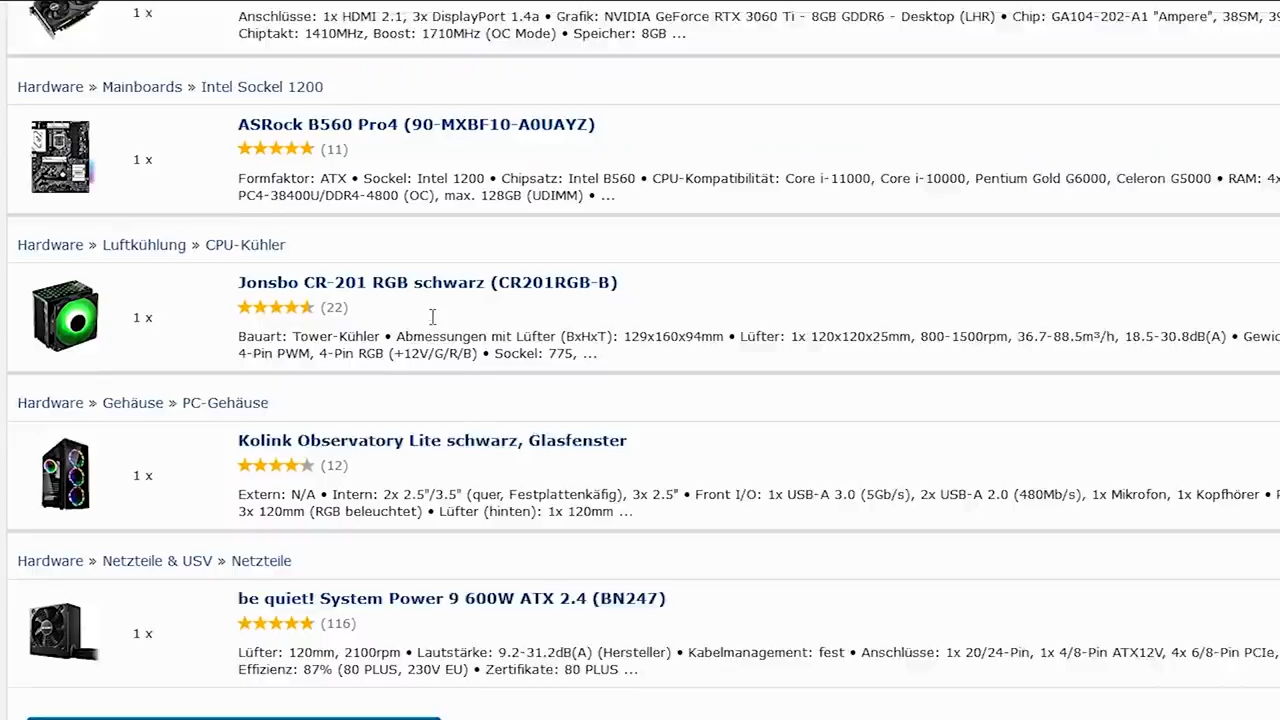 Anschlüsse: 1x HDMI 2.1, 3x DisplayPort 1.4a • Grafik: NVIDIA GeForce RTX 3060 Ti - 8GB GDDR6 - Desktop (LHR) • Chip: GA104-202-A1 "Ampere", 38SM,
Chiptakt: 1410MHz, Boost: 1710MHz (OC Mode) • Speicher: 8GB ...
Hardware » Mainboards » Intel Sockel 1200
ASRock B560 Pro4 (90-MXBF10-A0UAYZ)
1 x
(11)
Formfaktor: ATX • Sockel: Intel 1200 • Chipsatz: Intel B560 • CPU-Kompatibilität: Core i-11000, Core i-10000, Pentium Gold G6000, Celeron G5000 • RAM: 4x
PC4-38400U/DDR4-4800 (OC), max. 128GB (UDIMM) • ...
Hardware » Luftkühlung » CPU-Kühler
Jonsbo CR-201 RGB schwarz (CR201RGB-B)
1 x
(22)
Bauart: Tower-Kühler • Abmessungen mit Lüfter (BxHxT): 129x160x94mm • Lüfter: 1x 120x120x25mm, 800-1500rpm, 36.7-88.5m³/h, 18.5-30.8dB(A) • Gewic
4-Pin PWM, 4-Pin RGB (+12V/G/R/B) • Sockel: 775, ...
Hardware » Gehäuse » PC-Gehäuse
Kolink Observatory Lite schwarz, Glasfenster
1 x
(12)
Extern: N/A • Intern: 2x 2.5"/3.5" (quer, Festplattenkäfig), 3x 2.5" • Front I/O: 1x USB-A 3.0 (5Gb/s), 2x USB-A 2.0 (480Mb/s), 1x Mikrofon, 1x Kopfhörer •
3x 120mm (RGB beleuchtet) • Lüfter (hinten): 1x 120mm ...
Hardware » Netzteile & USV » Netzteile
be quiet! System Power 9 600W ATX 2.4 (BN247)
1 x
(116)
Lüfter: 120mm, 2100rpm • Lautstärke: 9.2-31.2dB(A) (Hersteller) • Kabelmanagement: fest • Anschlüsse: 1x 20/24-Pin, 1x 4/8-Pin ATX12V, 4x 6/8-Pin PCIe,
Effizienz: 87% (80 PLUS, 230V EU) • Zertifikate: 80 PLUS ...